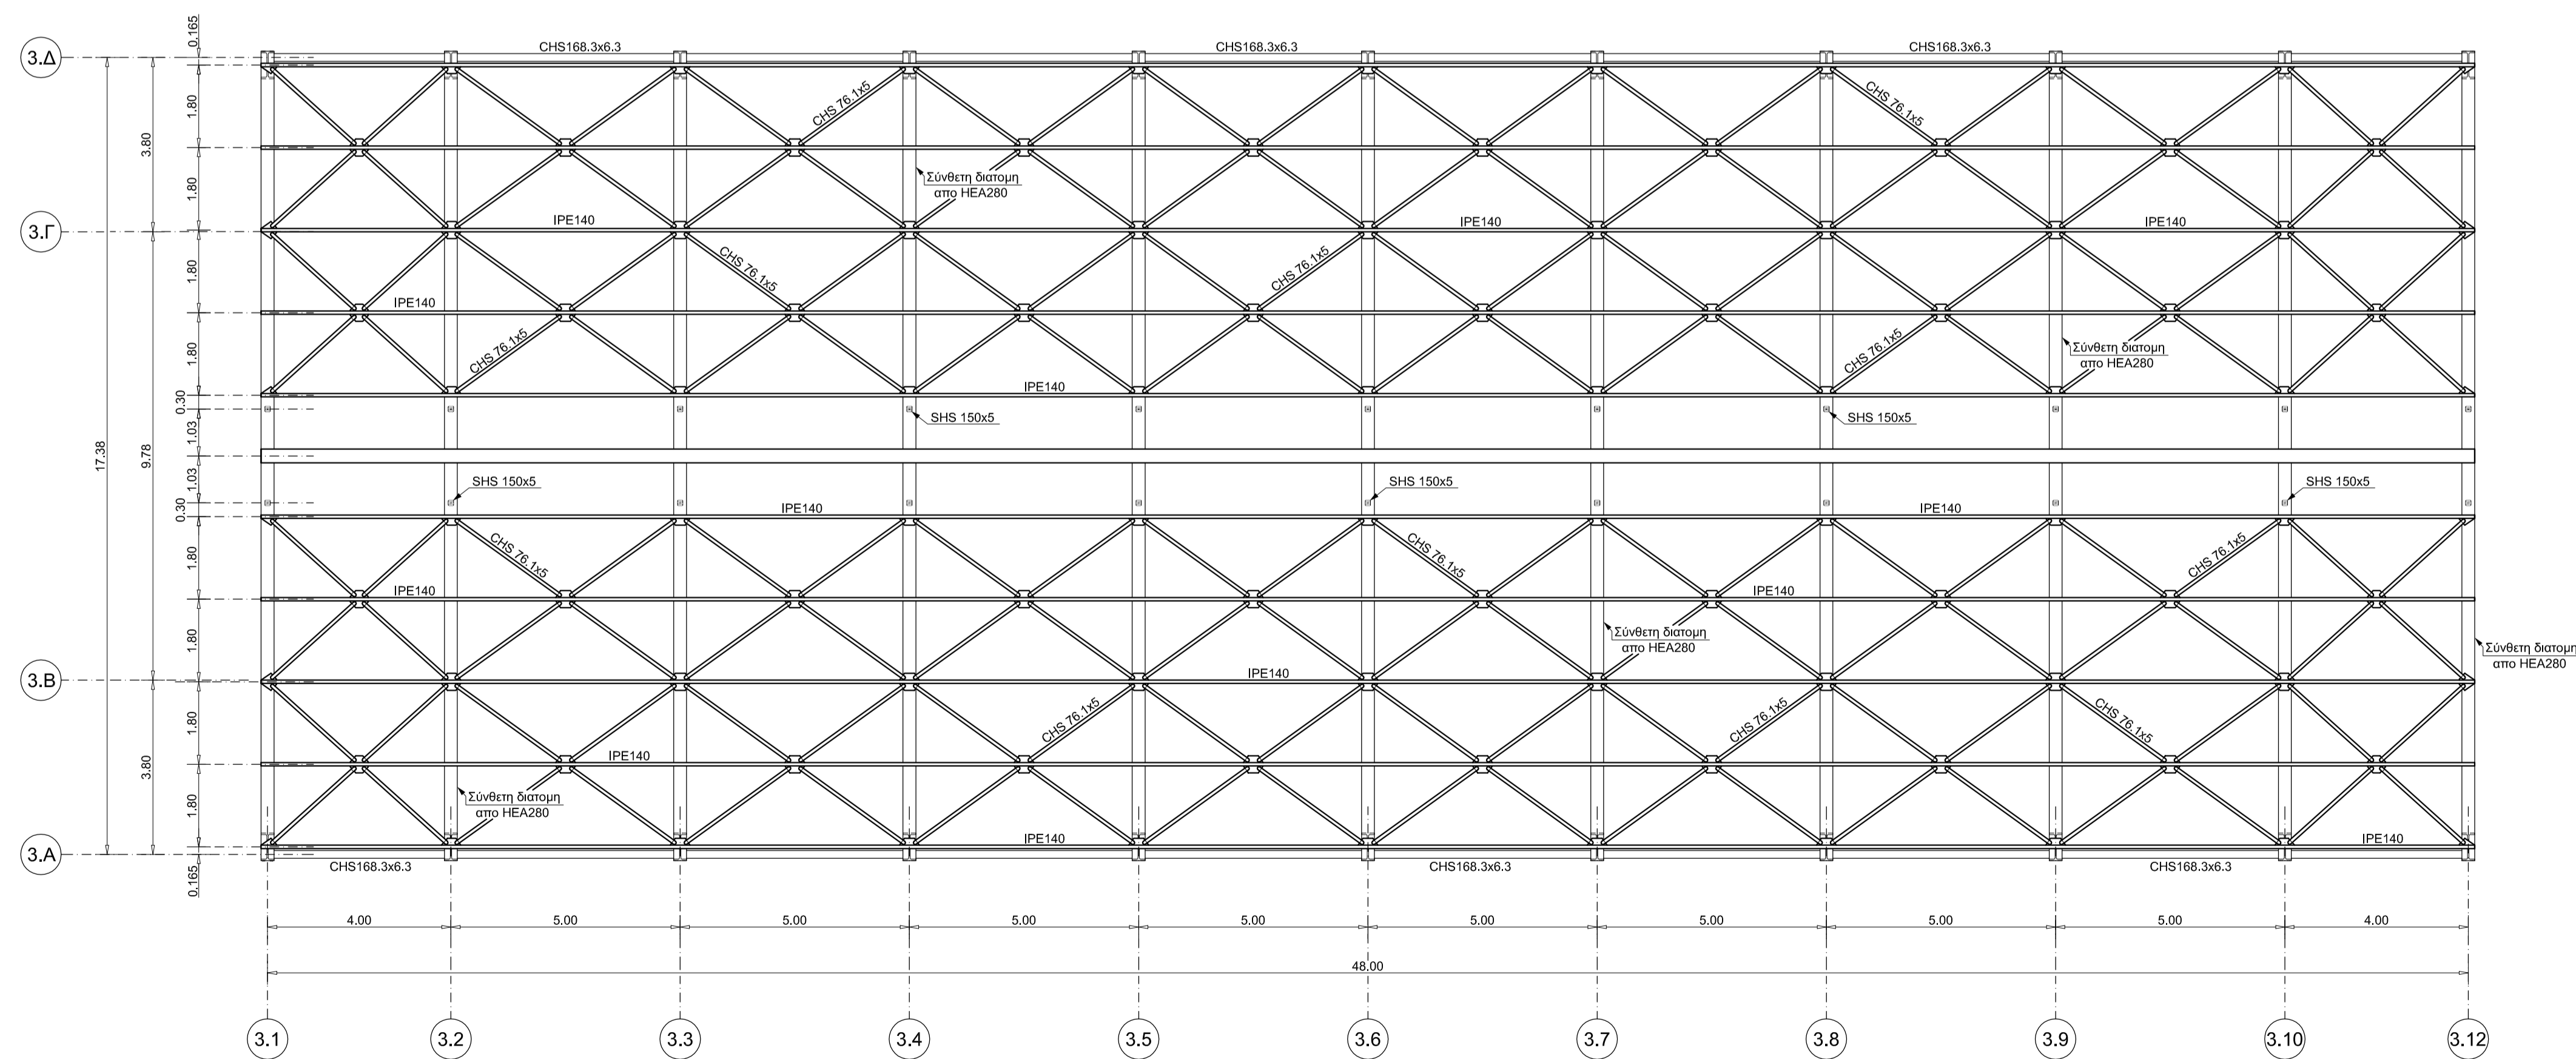 0.165
3.Δ
CHS168.3x6.3
CHS168.3x6.3
CHS168.3x6.3
1.80
CHS 76.1x5
CHS 76.1x5
3.80
1.80
Σύνθετη διατομη
απο HEA280
3.Γ
IPE140
IPE140
IPE140
1.80
CHS 76.1x5
CHS 76.1x5
IPE140
1.80
CHS 76.1x5
CHS 76.1x5
Σύνθετη διατομη
απο HEA280
IPE140
0.30
SHS 150x5
SHS 150x5
1.03
17.38
9.78
1.03
SHS 150x5
SHS 150x5
SHS 150x5
0.30
IPE140
IPE140
1.80
CHS 76.1x5
CHS 76.1x5
CHS 76.1x5
IPE140
IPE140
1.80
Σύνθετη διατομη
απο HEA280
Σύνθετη διατομη
απο HEA280
3.B
IPE140
1.80
CHS 76.1x5
CHS 76.1x5
CHS 76.1x5
3.80
IPE140
1.80
Σύνθετη διατομη
απο HEA280
IPE140
IPE140
3.A
0.165
CHS168.3x6.3
CHS168.3x6.3
CHS168.3x6.3
4.00
5.00
5.00
5.00
5.00
5.00
5.00
5.00
5.00
4.00
48.00
3.1
3.2
3.3
3.4
3.5
3.6
3.7
3.8
3.9
3.10
3.12